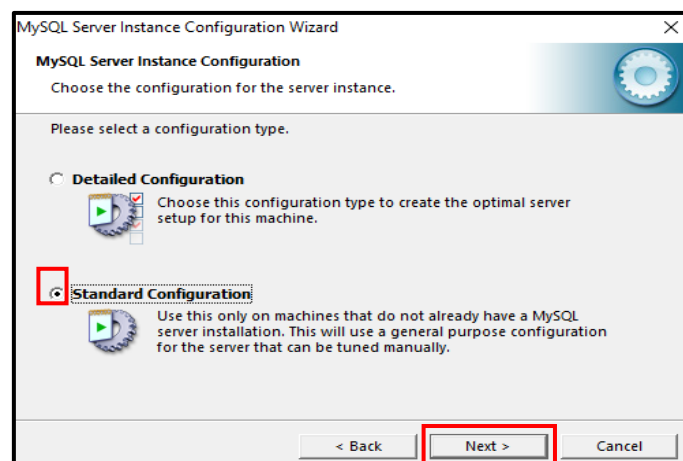 MySQL Server Instance Configuration Wizard
MySQL Server Instance Configuration
Choose the configuration for the server instance.
Please select a configuration type.
Detailed Configuration
Choose this configuration type to create the optimal server
setup for this machine.
Standard Configuration
Use this only on machines that do not already have a MySQL
server installation. This will use a general purpose configuration
for the server that can be tuned manually.
< Back
Next >
Cancel